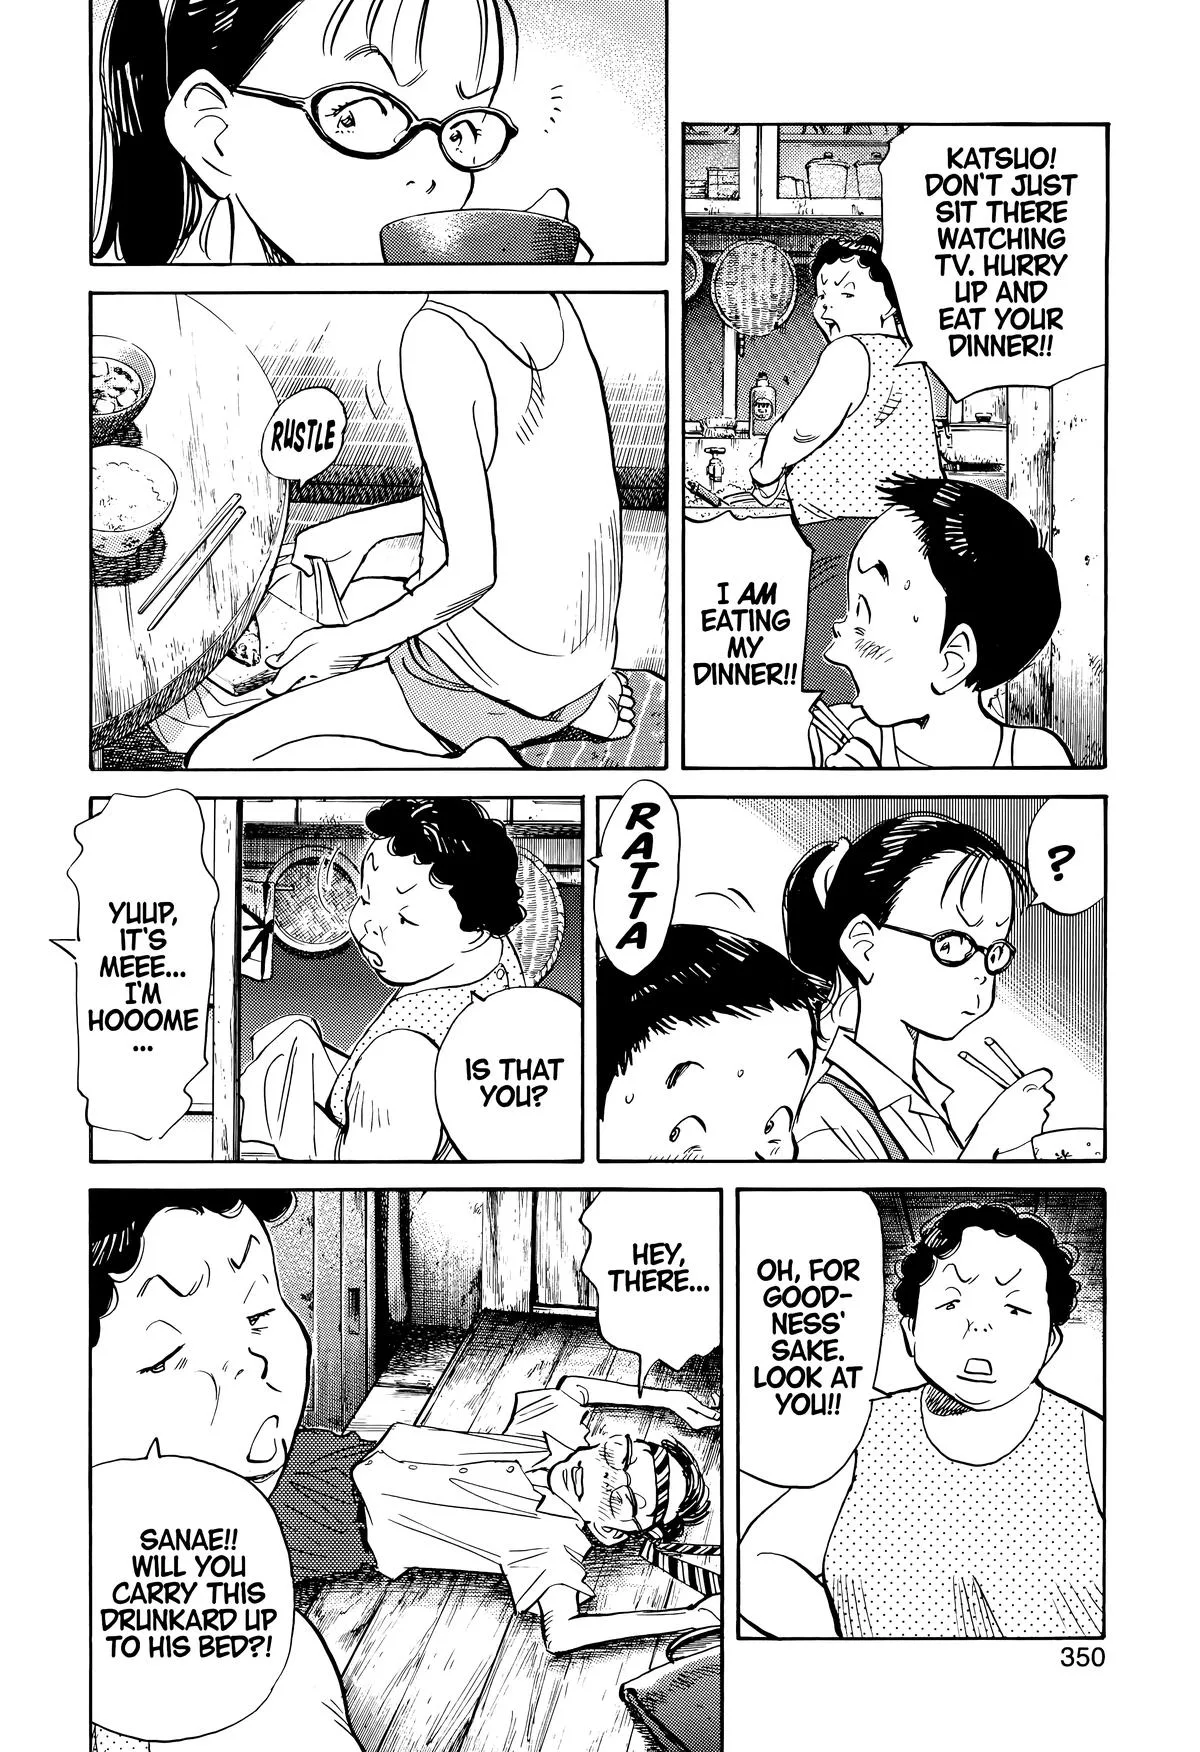 KATSUO!
DON'T JUST
SIT THERE
WATCHING
TV. HURRY
UP AND
EAT YOUR
DINNER!!
I AM
EATING
MY
DINNER!!
RUSTLE
?
RATTA
IS THAT
YOU?
YUUP,
IT'S
MEEE...
I'M
HOOOME
...
OH, FOR
GOOD-
NESS'
SAKE.
LOOK AT
YOU!!
HEY,
THERE...
SANAE!!
WILL YOU
CARRY THIS
DRUNKARD UP
TO HIS BED?!
350